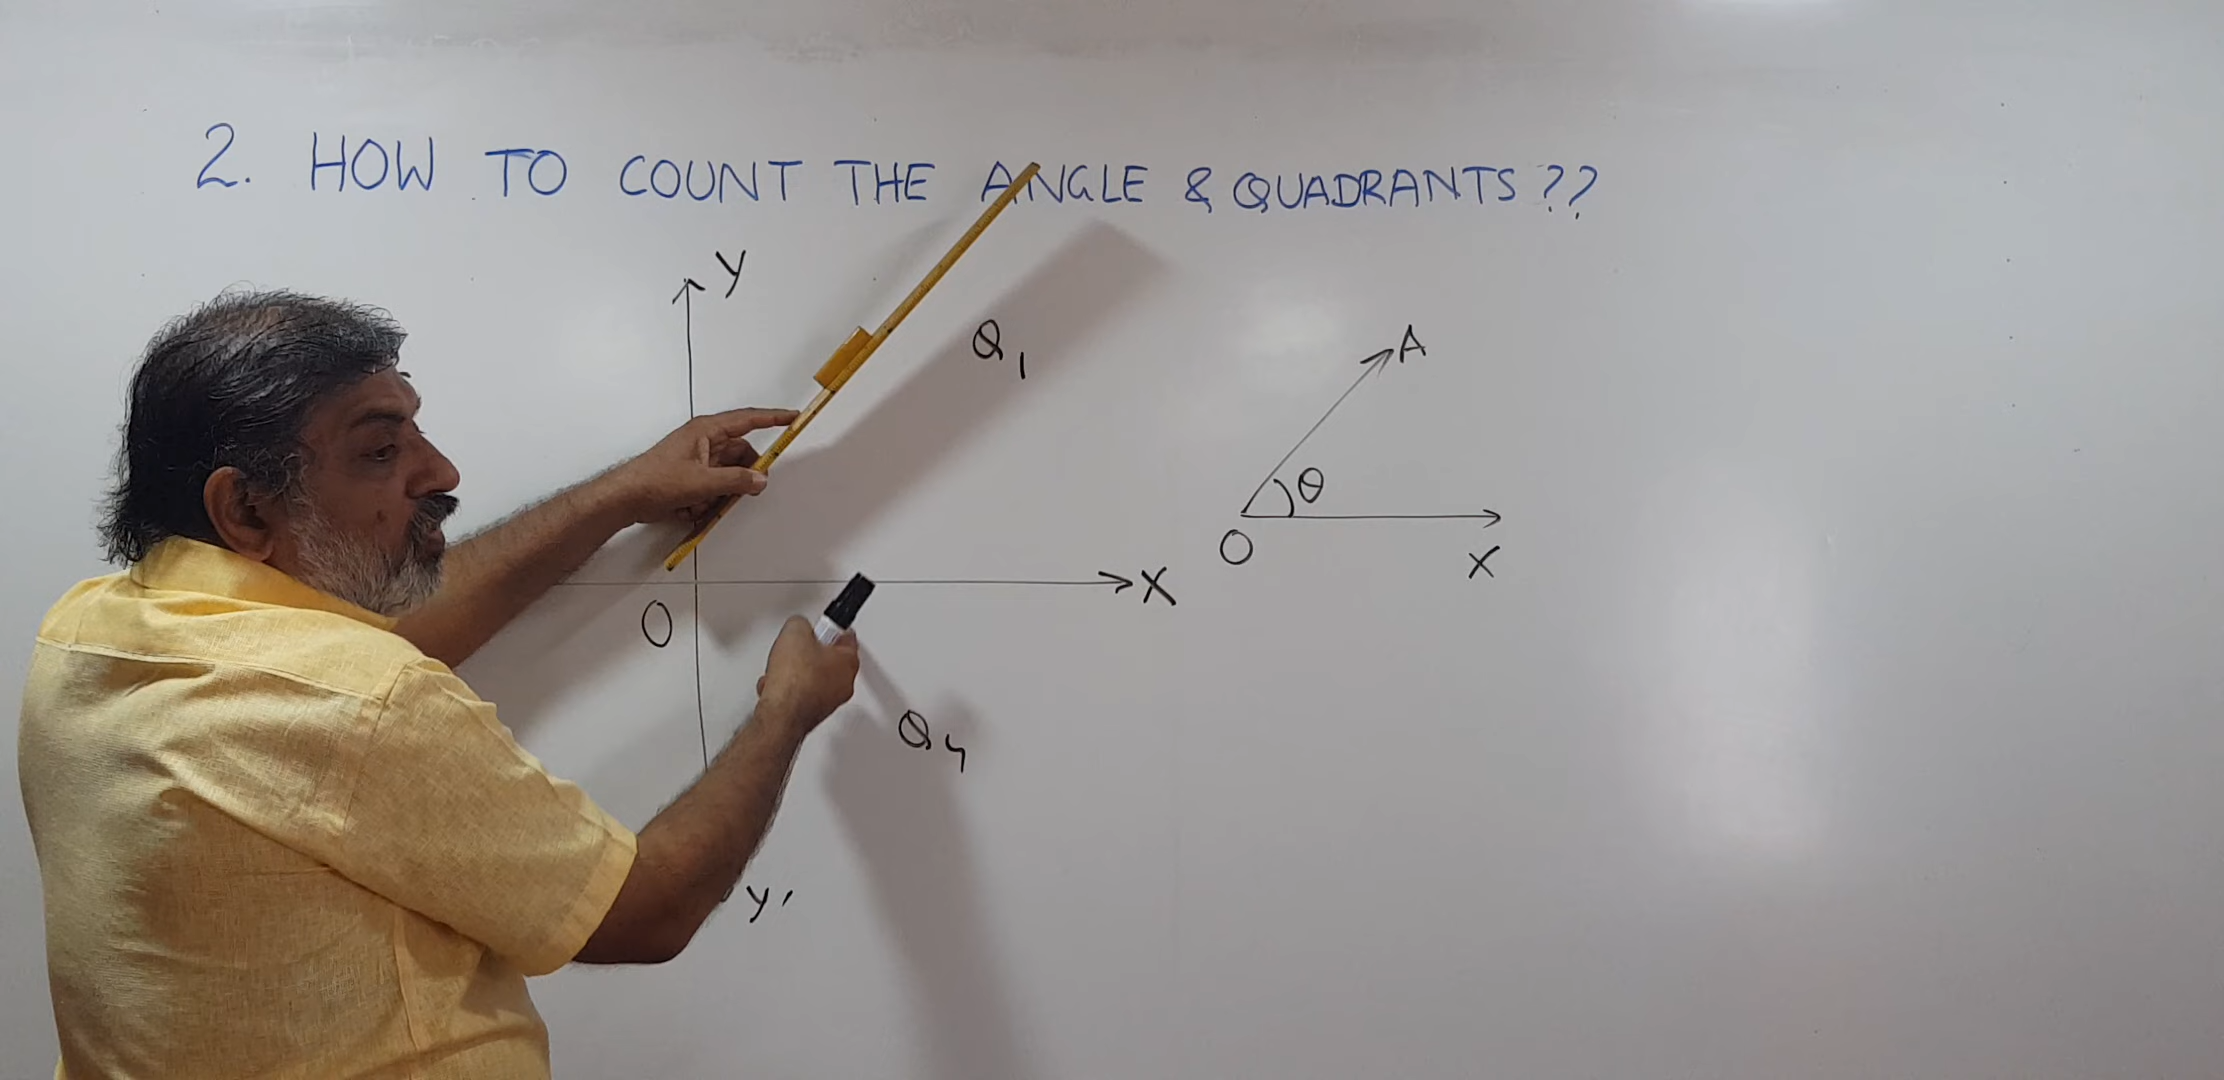 2. HOW TO COUNT THE ANGLE & QUADRANTS ??
Y
Q1
A
θ
O
X
X
O
Q4
Y'